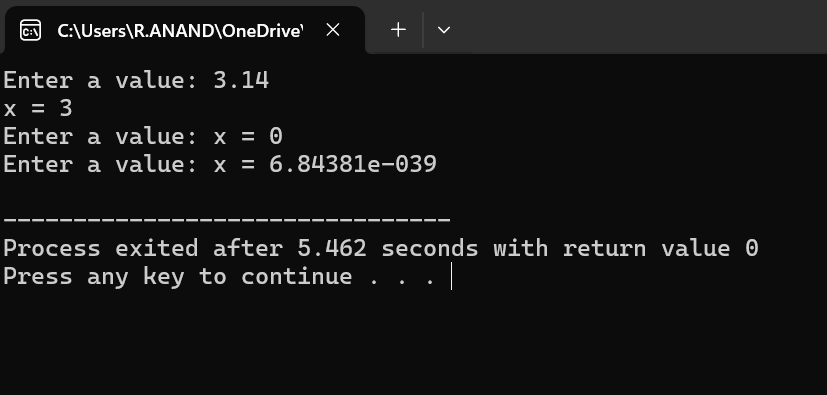 C:\Users\R.ANAND\OneDrive\
Enter a value: 3.14
x = 3
Enter a value: x = 0
Enter a value: x = 6.84381e-039
--------------------------------
Process exited after 5.462 seconds with return value 0
Press any key to continue . . .